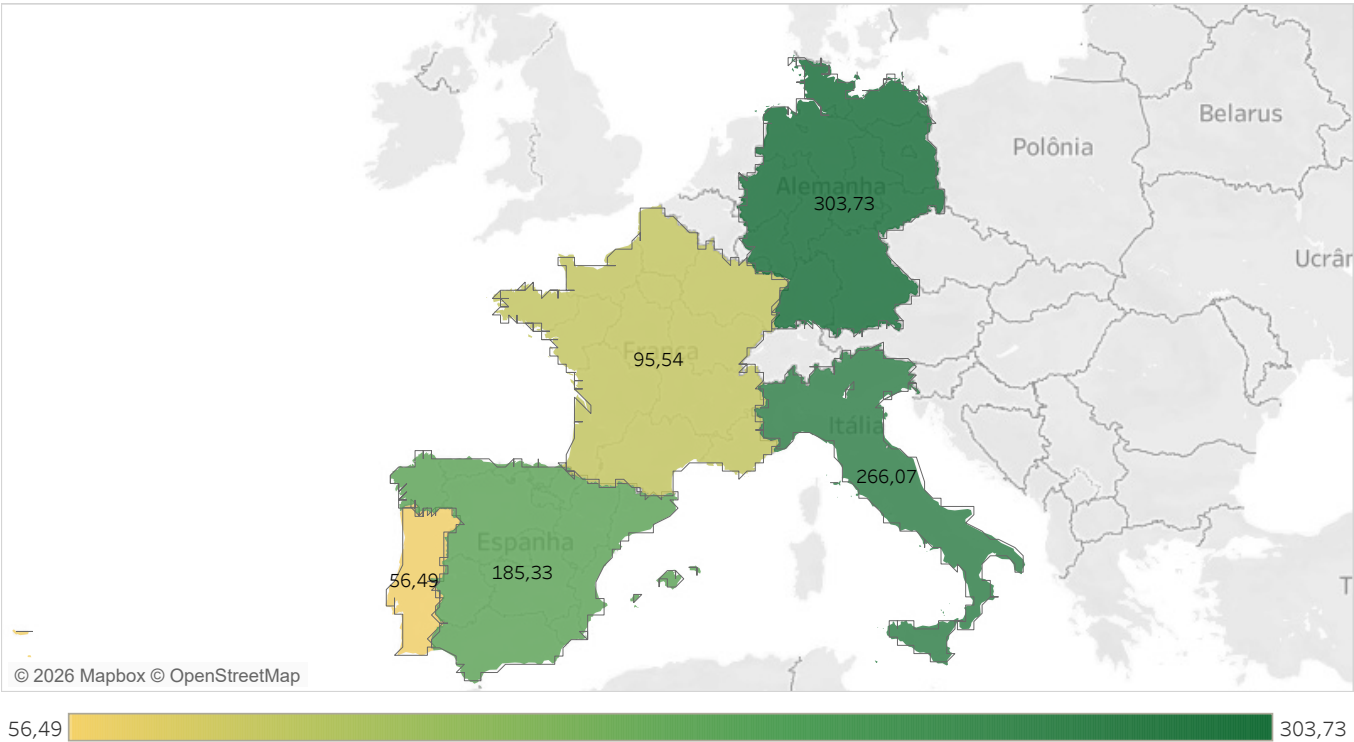 Belarus
Polônia
Alemanha
303,73
Ucrâr
França
95,54
Itália
266,07
Espanha
185,33
56,49
T
© 2026 Mapbox © OpenStreetMap
56,49
303,73